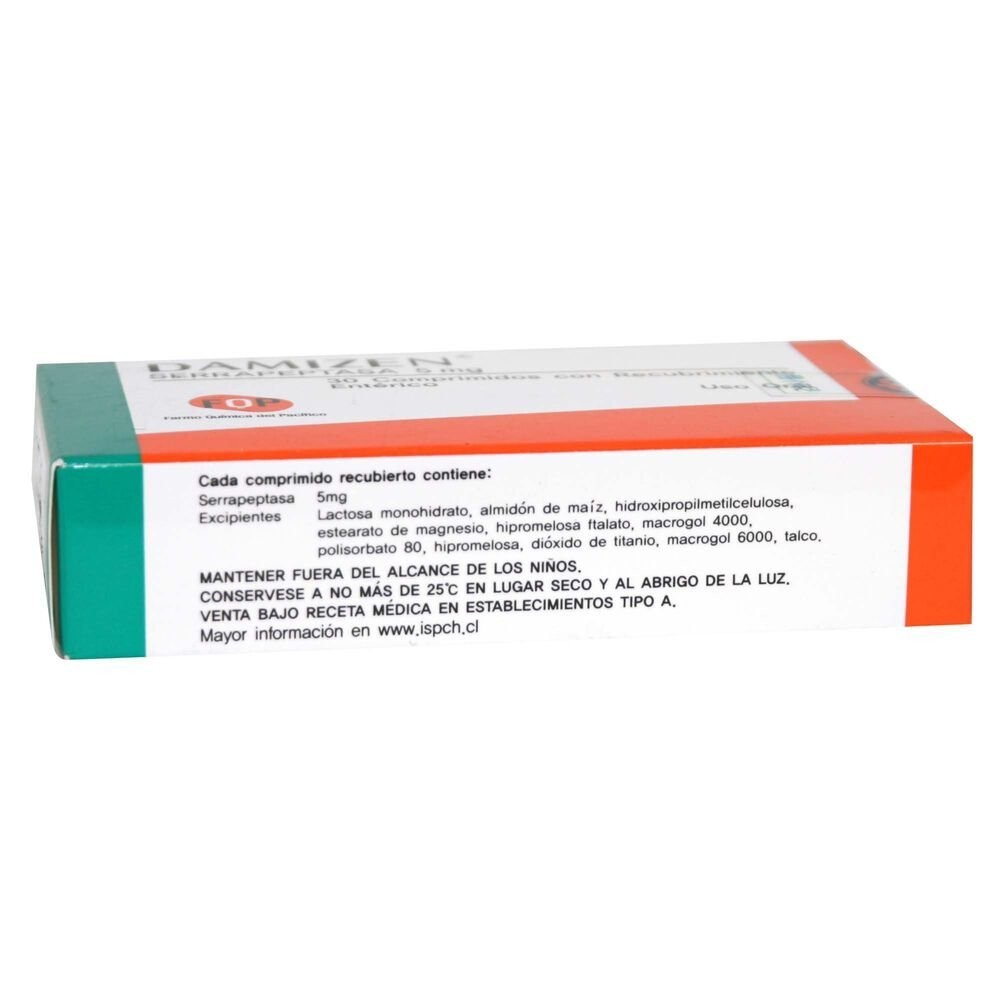 DAMIZEN®
SERRAPEPTASA 5 mg
30 Comprimidos con Recubrimiento
Entérico
Uso Oral
FQP
Farmo Química del Pacífico
Cada comprimido recubierto contiene:
Serrapeptasa 5mg
Excipientes Lactosa monohidrato, almidón de maíz, hidroxipropilmetilcelulosa,
estearato de magnesio, hipromelosa ftalato, macrogol 4000,
polisorbato 80, hipromelosa, dióxido de titanio, macrogol 6000, talco.
MANTENER FUERA DEL ALCANCE DE LOS NIÑOS.
CONSERVESE A NO MÁS DE 25℃ EN LUGAR SECO Y AL ABRIGO DE LA LUZ.
VENTA BAJO RECETA MÉDICA EN ESTABLECIMIENTOS TIPO A.
Mayor información en www.ispch.cl